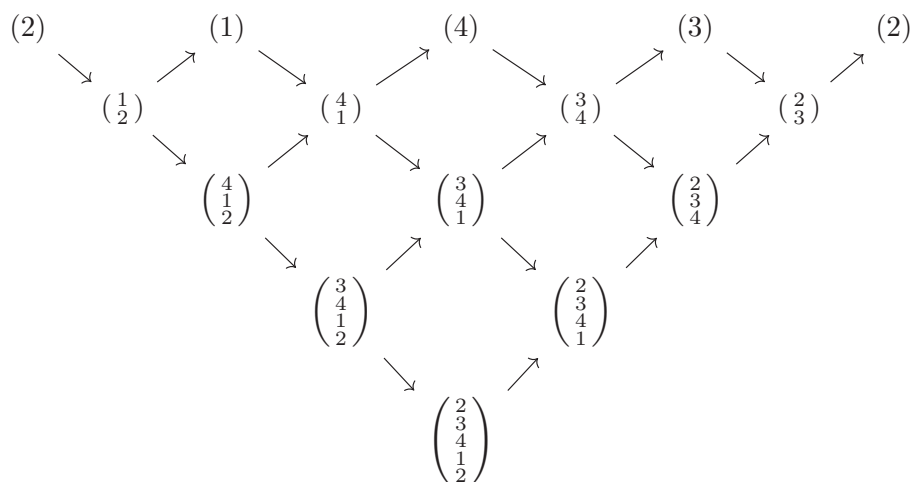 (2) (1) (4) (3) (2)
(1 2) (4 1) (3 4) (2 3)
(4 1 2) (3 4 1) (2 3 4)
(3 4 1 2) (2 3 4 1)
(2 3 4 1 2)